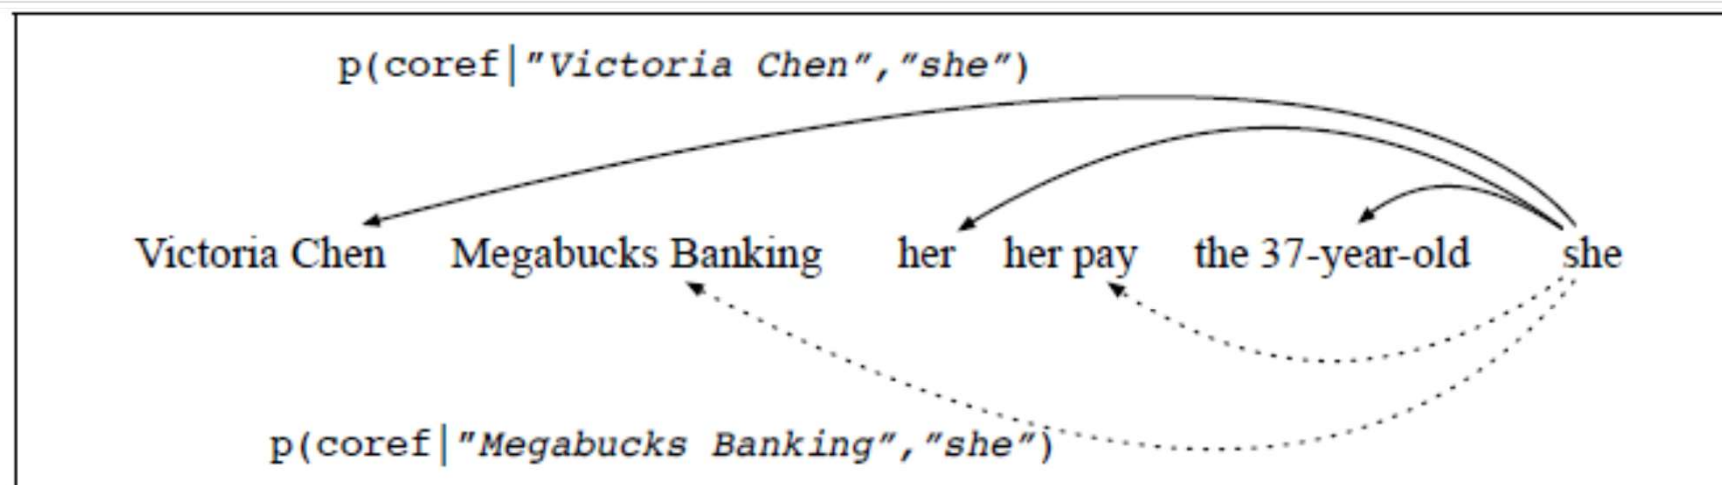 p(coref|"Victoria Chen","she")
Victoria Chen Megabucks Banking her her pay the 37-year-old she
p(coref|"Megabucks Banking","she")